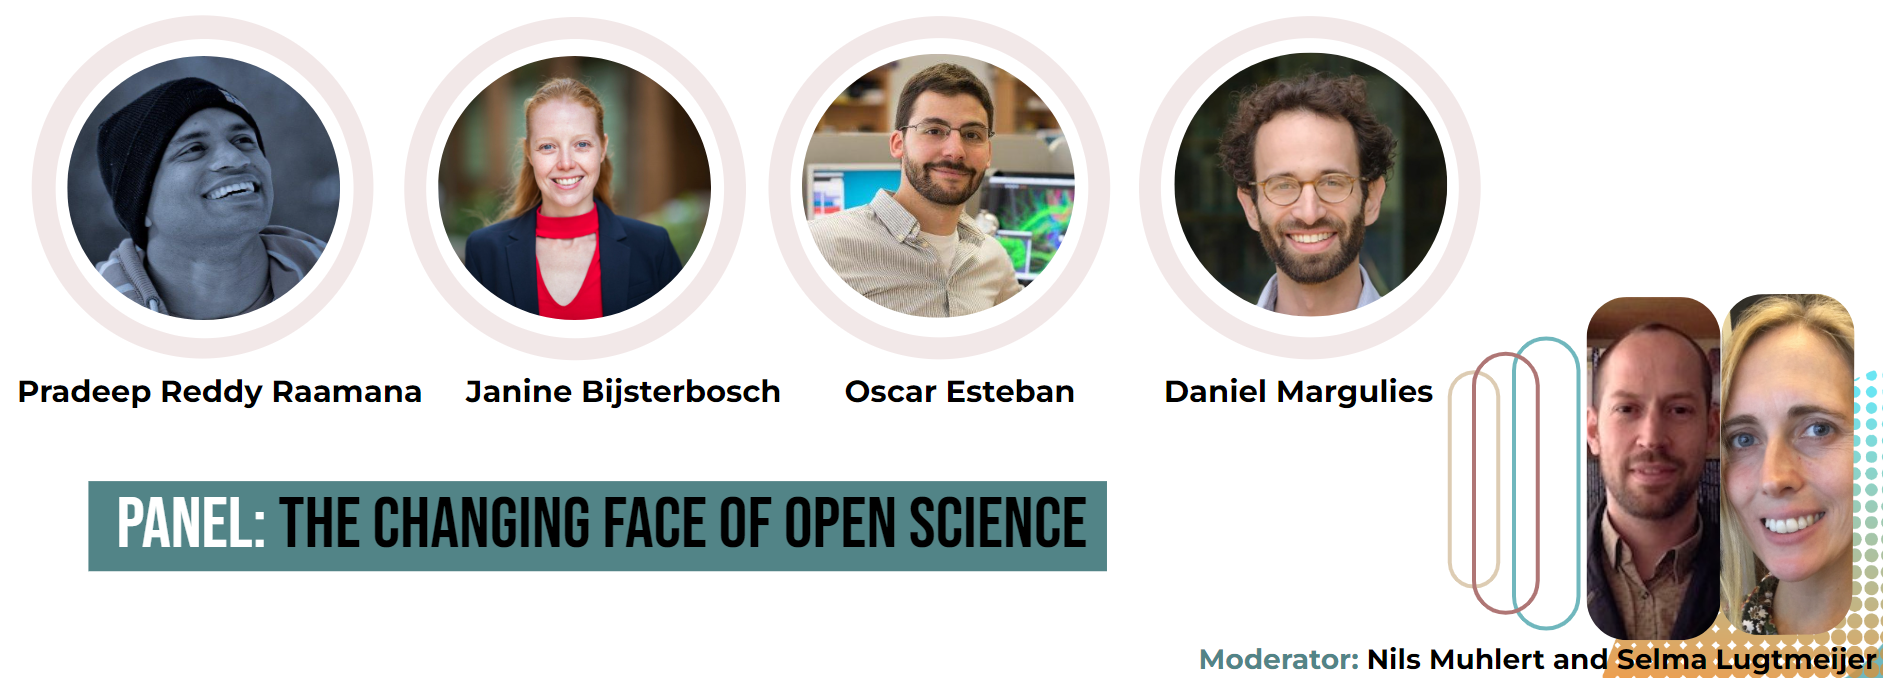 Pradeep Reddy Raamana
Janine Bijsterbosch
Oscar Esteban
Daniel Margulies
PANEL: THE CHANGING FACE OF OPEN SCIENCE
Moderator: Nils Muhlert and Selma Lugtmeijer